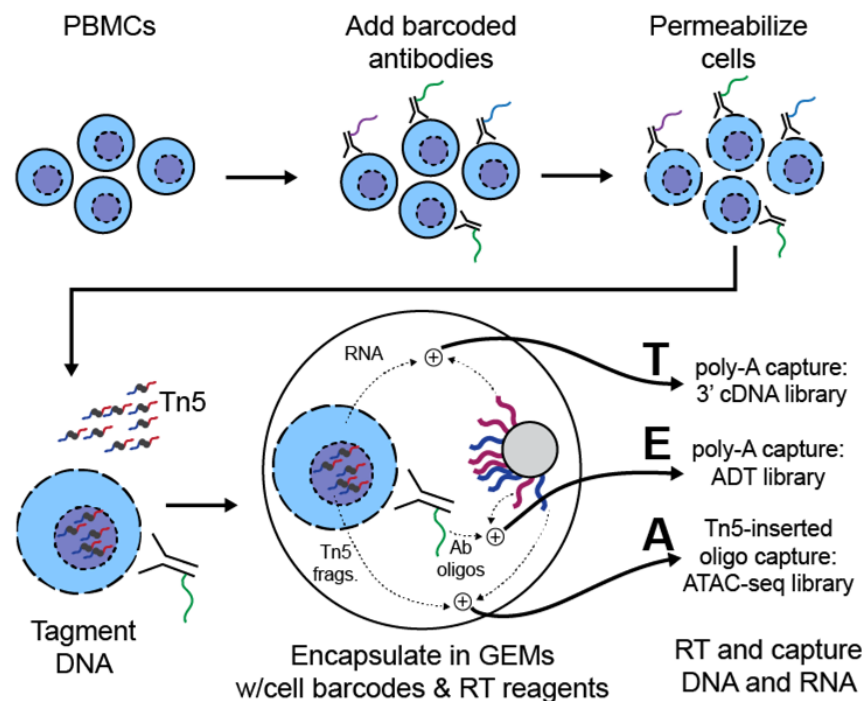 PBMCs
Add barcoded
antibodies
Permeabilize
cells
Tn5
Tagment
DNA
RNA
Tn5
frags.
Ab
oligos
Encapsulate in GEMs
w/cell barcodes & RT reagents
T
poly-A capture:
3' cDNA library
E
poly-A capture:
ADT library
A
Tn5-inserted
oligo capture:
ATAC-seq library
RT and capture
DNA and RNA